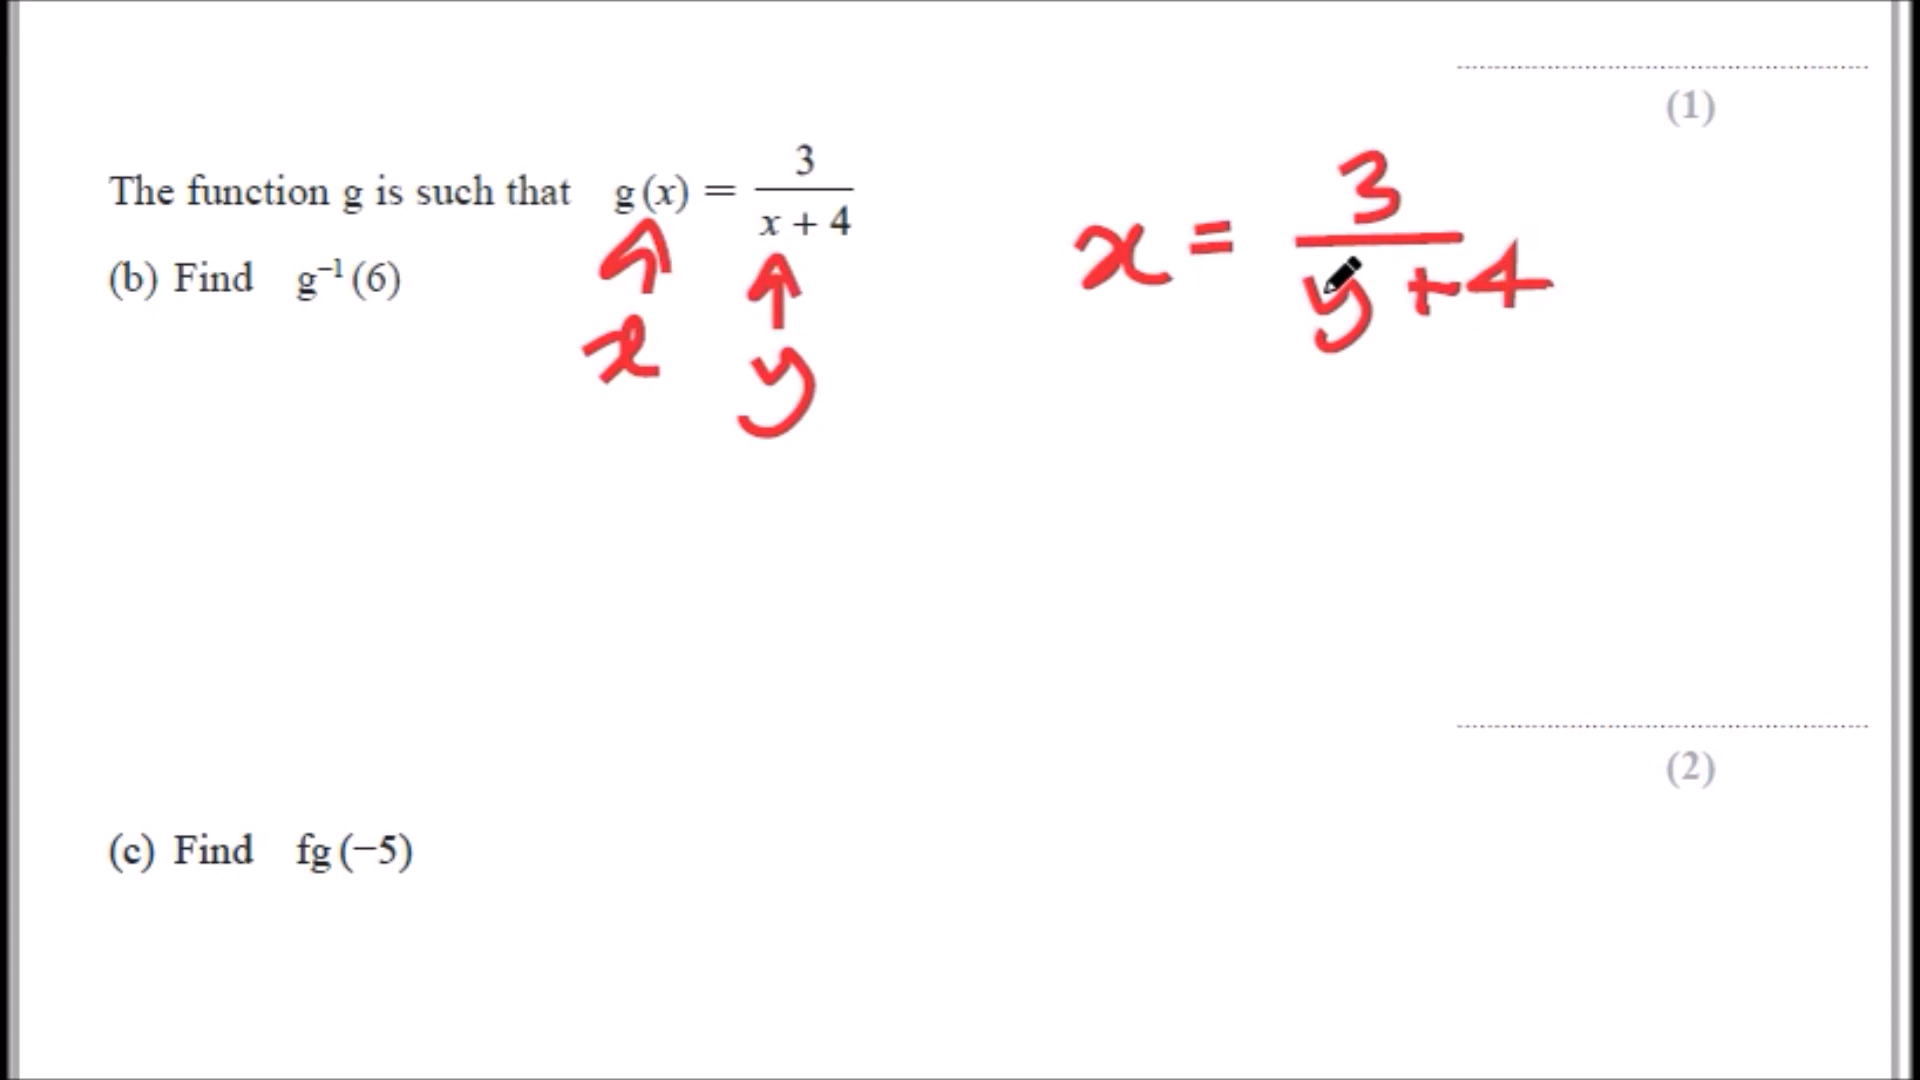 (1)
The function g is such that g(x) = 3/(x + 4)
x = 3/(y + 4)
(b) Find g⁻¹(6)
x y
(2)
(c) Find fg(−5)